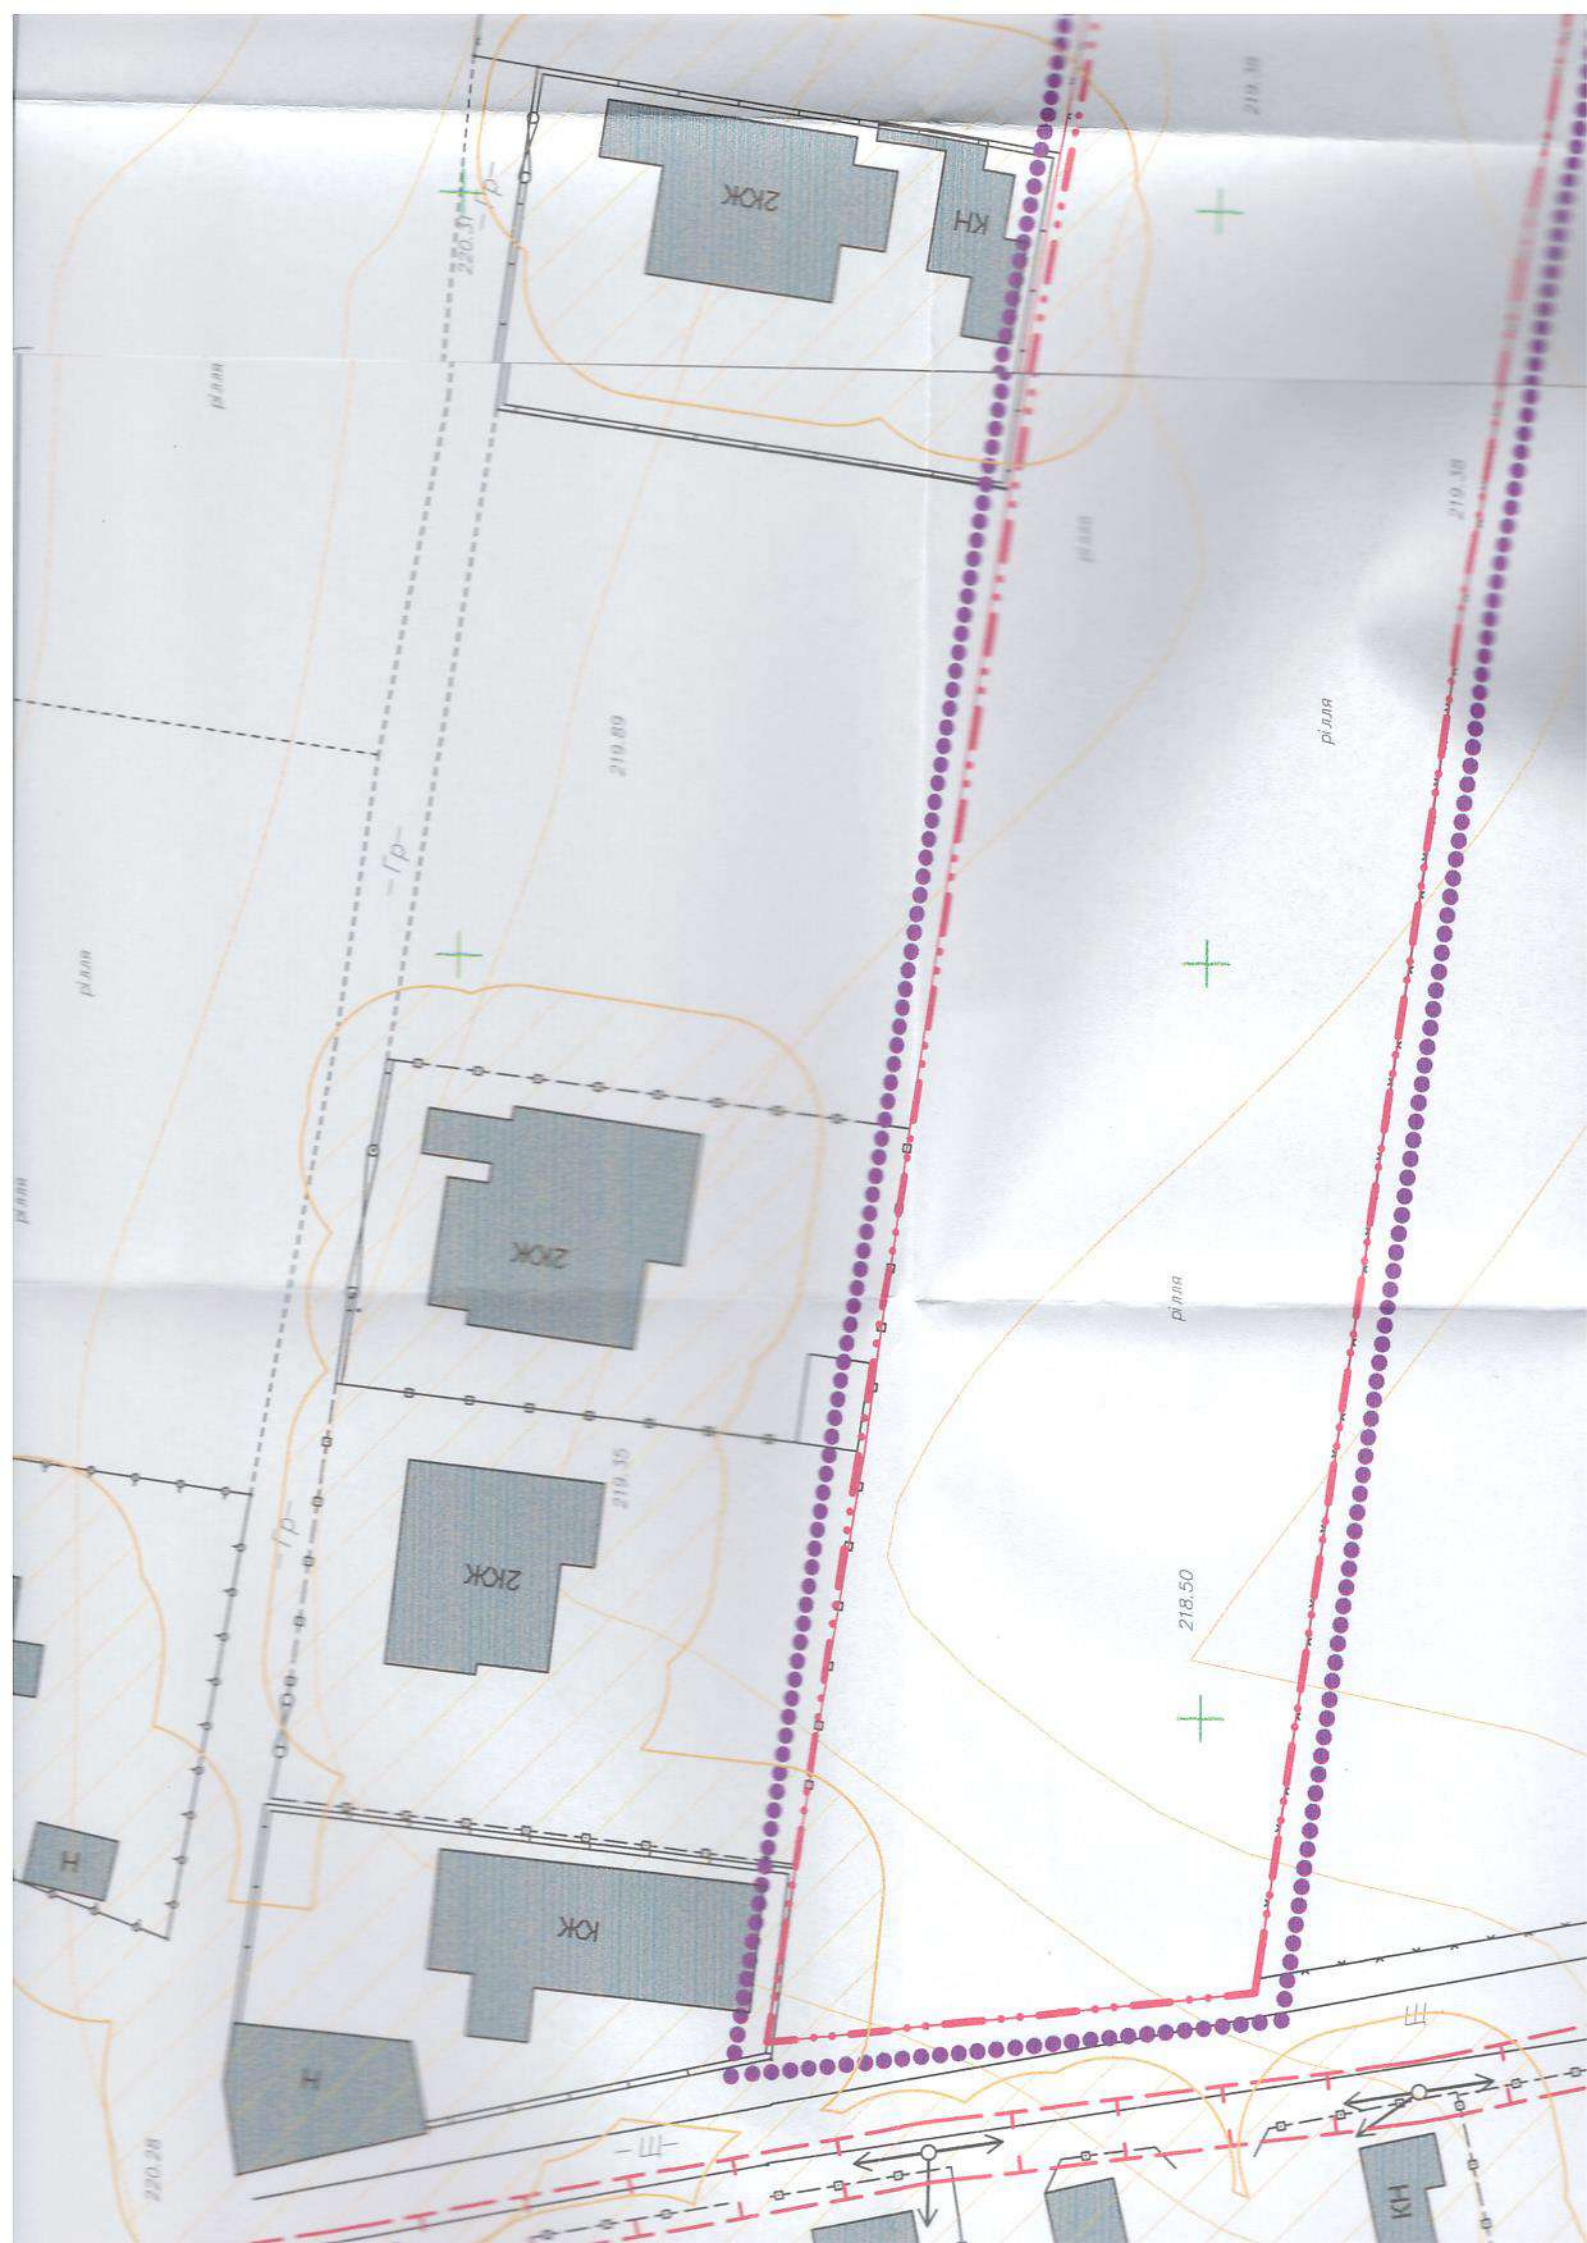 219.38
2КЖ
КН
220.31
-Гр-
рілля
219.38
рілля
рілля
219.89
-Гр-
рілля
рілля
2КЖ
рілля
2КЖ
219.35
-Гр-
218.50
Н
КЖ
Н
Щ
-Щ-
220.28
КН